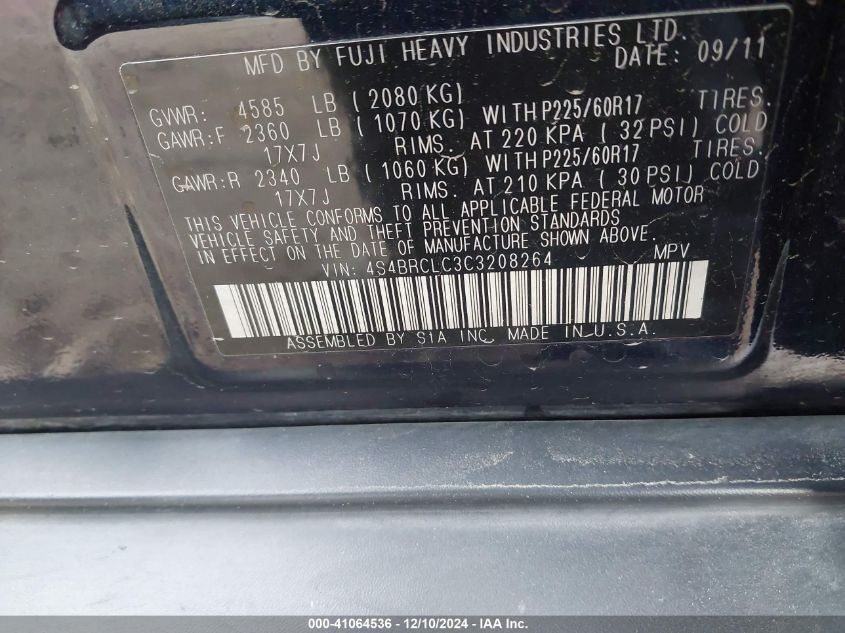 MFD BY FUJI HEAVY INDUSTRIES LTD.
DATE: 09/11
GVWR: 4585 LB ( 2080 KG)
GAWR:F 2360 LB ( 1070 KG) WITH P225/60R17 TIRES.
17X7J RIMS. AT 220 KPA ( 32 PSI) COLD
GAWR:R 2340 LB ( 1060 KG) WITH P225/60R17 TIRES.
17X7J RIMS. AT 210 KPA ( 30 PSI) COLD
THIS VEHICLE CONFORMS TO ALL APPLICABLE FEDERAL MOTOR
VEHICLE SAFETY AND THEFT PREVENTION STANDARDS
IN EFFECT ON THE DATE OF MANUFACTURE SHOWN ABOVE.
VIN: 4S4BRCLC3C3208264 MPV
ASSEMBLED BY SIA INC. MADE IN U.S.A.
000-41064536 - 12/10/2024 - IAA Inc.